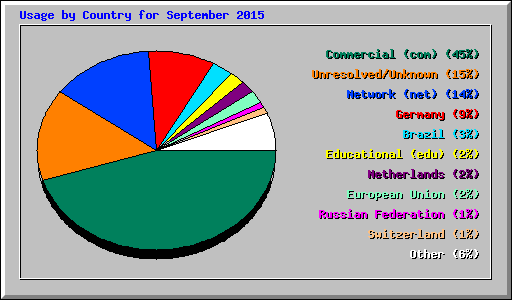 Usage by Country for September 2015
Commercial (com) (45%)
Unresolved/Unknown (15%)
Network (net) (14%)
Germany (9%)
Brazil (3%)
Educational (edu) (2%)
Netherlands (2%)
European Union (2%)
Russian Federation (1%)
Switzerland (1%)
Other (6%)